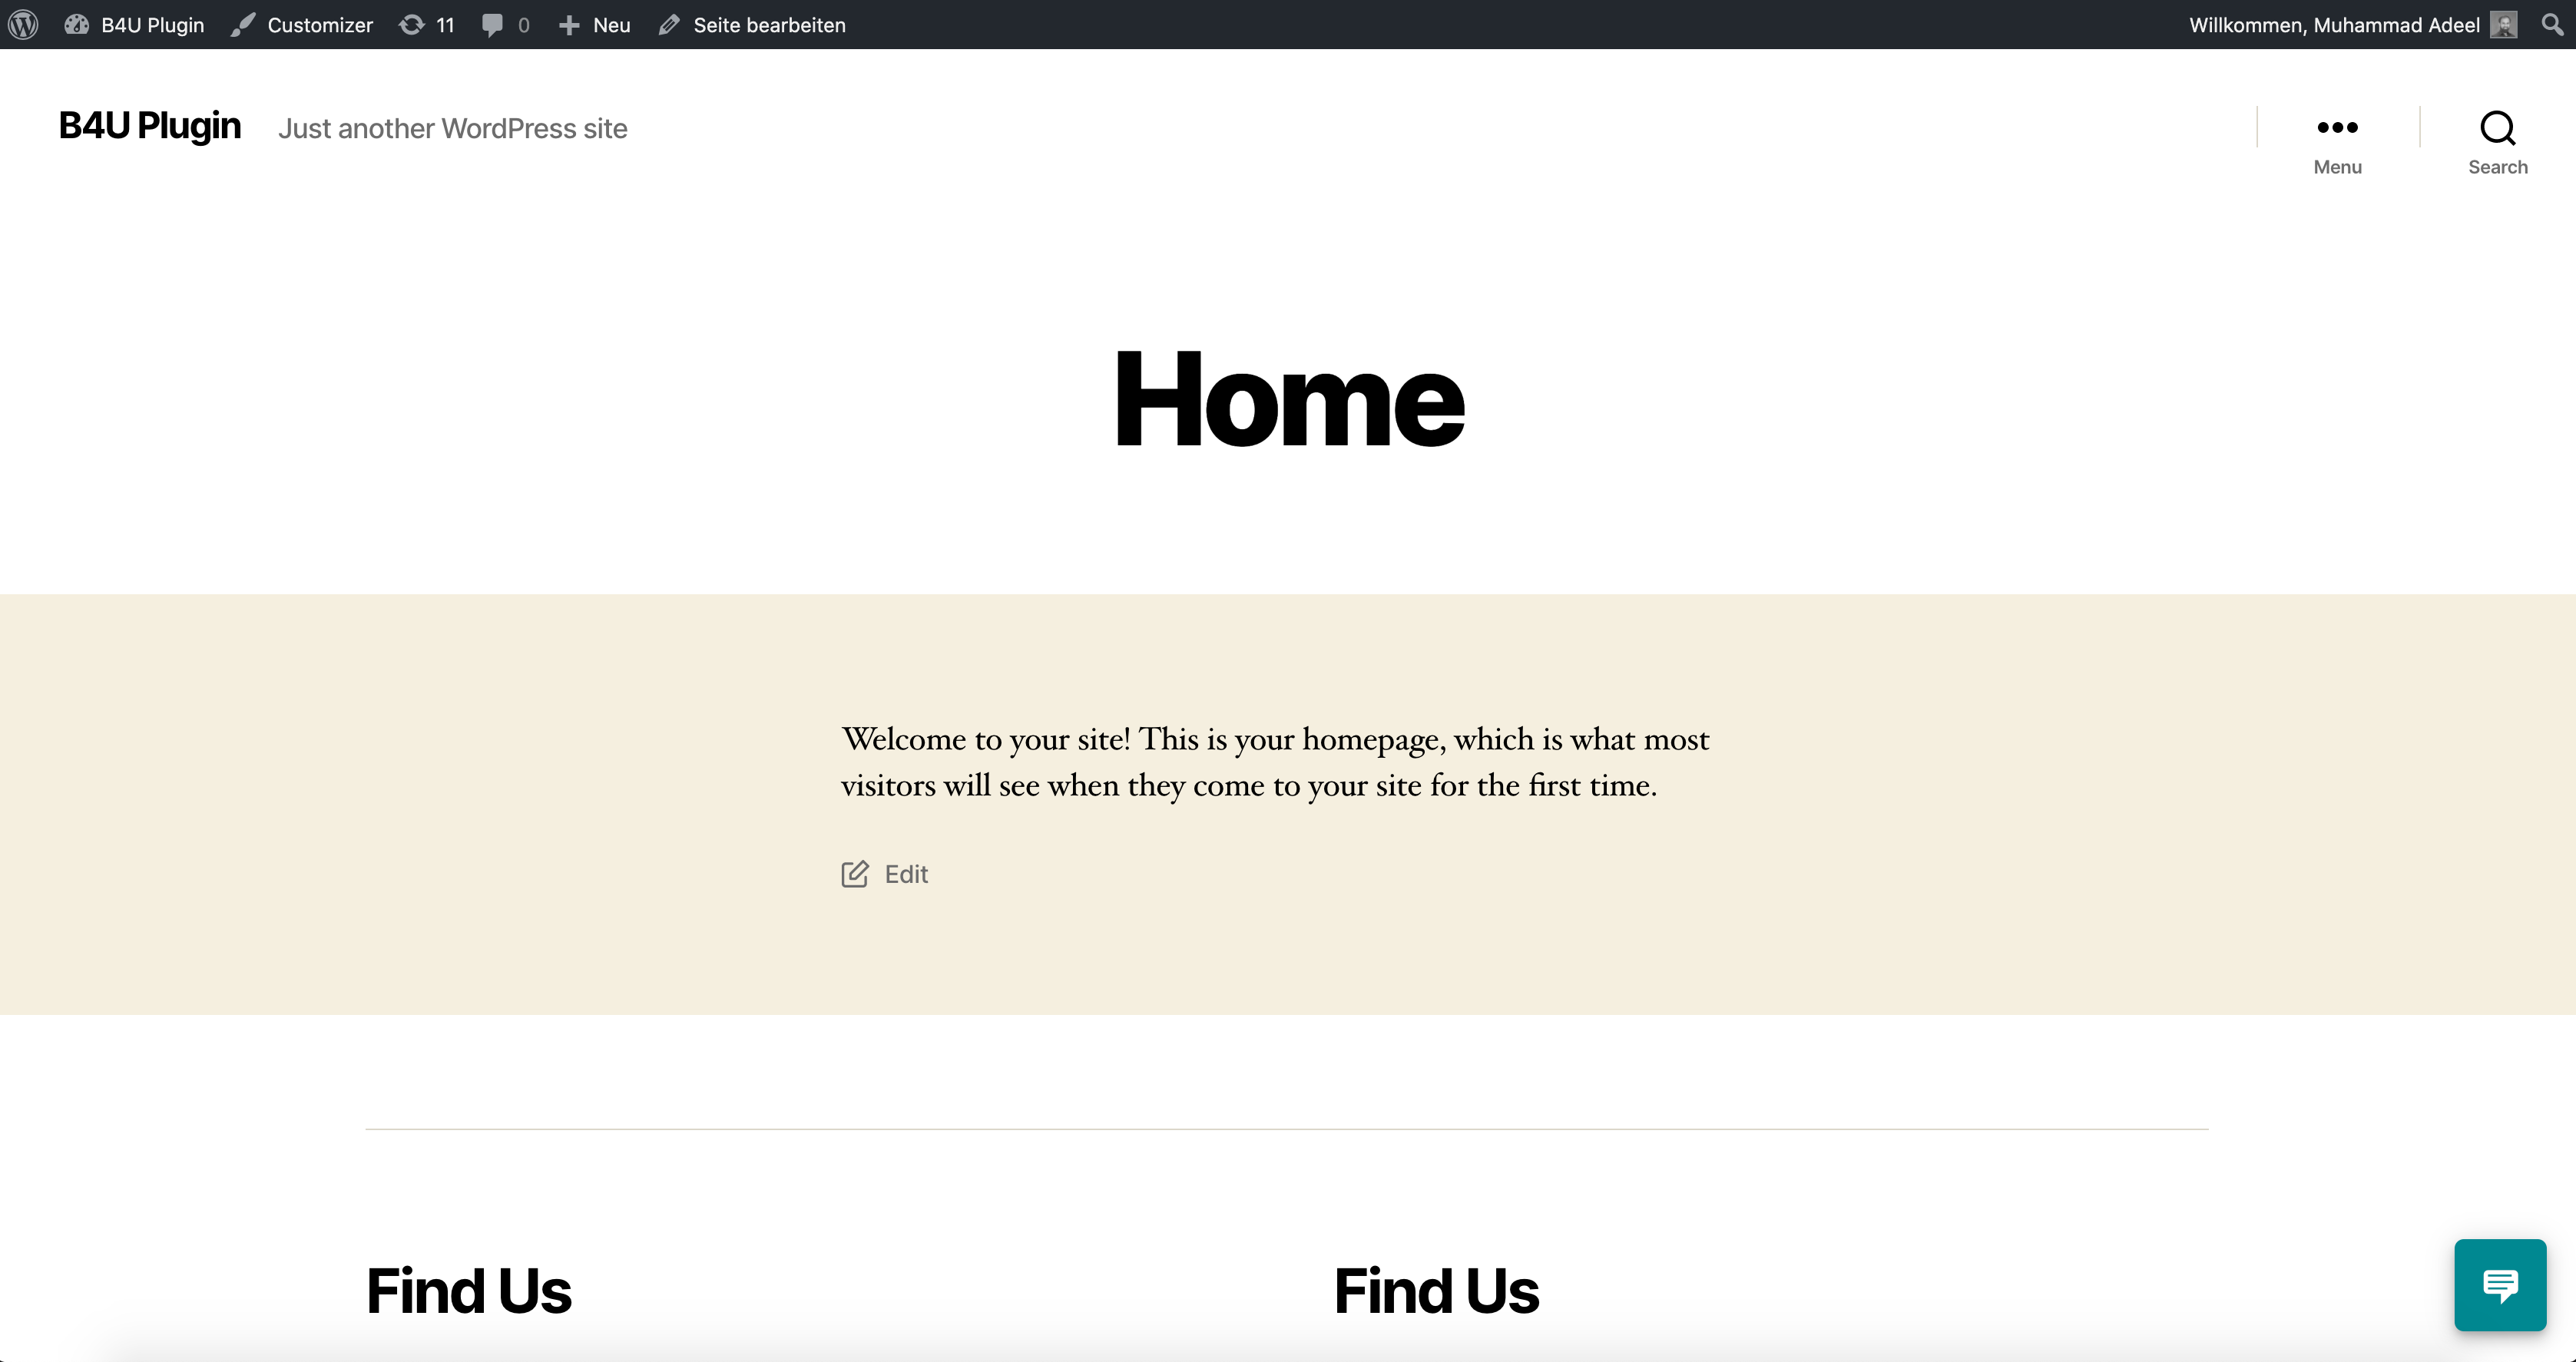 B4U Plugin Customizer 11 0 Neu Seite bearbeiten Willkommen, Muhammad Adeel
B4U Plugin Just another WordPress site
Menu Search
Home
Welcome to your site! This is your homepage, which is what most
visitors will see when they come to your site for the first time.
Edit
Find Us Find Us